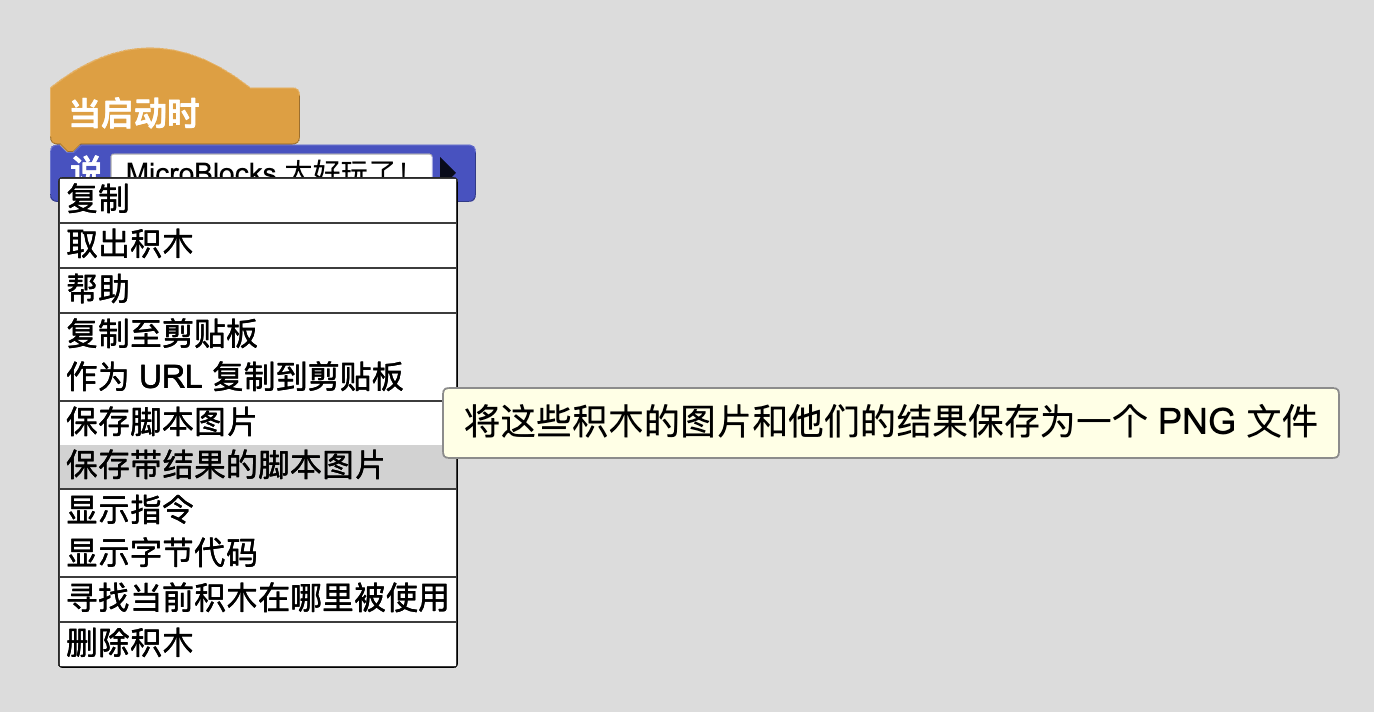 当启动时
说 MicroBlocks 太好玩了！
复制
取出积木
帮助
复制至剪贴板
作为 URL 复制到剪贴板
保存脚本图片
将这些积木的图片和他们的结果保存为一个 PNG 文件
保存带结果的脚本图片
显示指令
显示字节代码
寻找当前积木在哪里被使用
删除积木